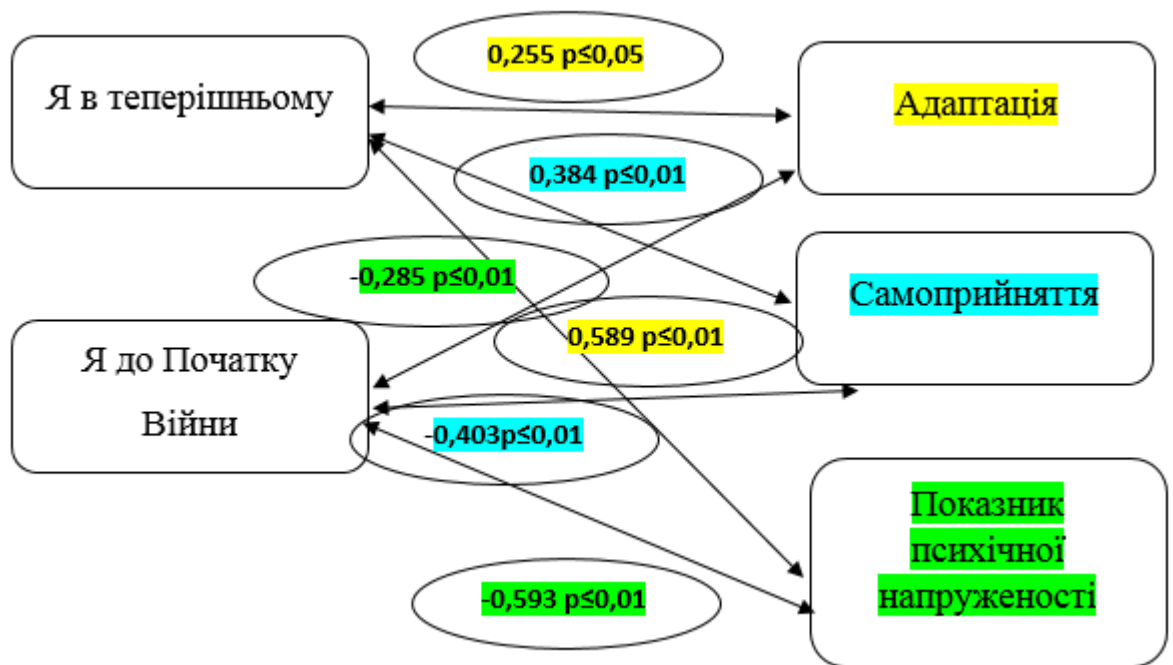 0,255 p≤0,05
Я в теперішньому
Адаптація
0,384 p≤0,01
-0,285 p≤0,01
Самоприйняття
0,589 p≤0,01
Я до Початку
Війни
-0,403p≤0,01
Показник
психічної
напруженості
-0,593 p≤0,01